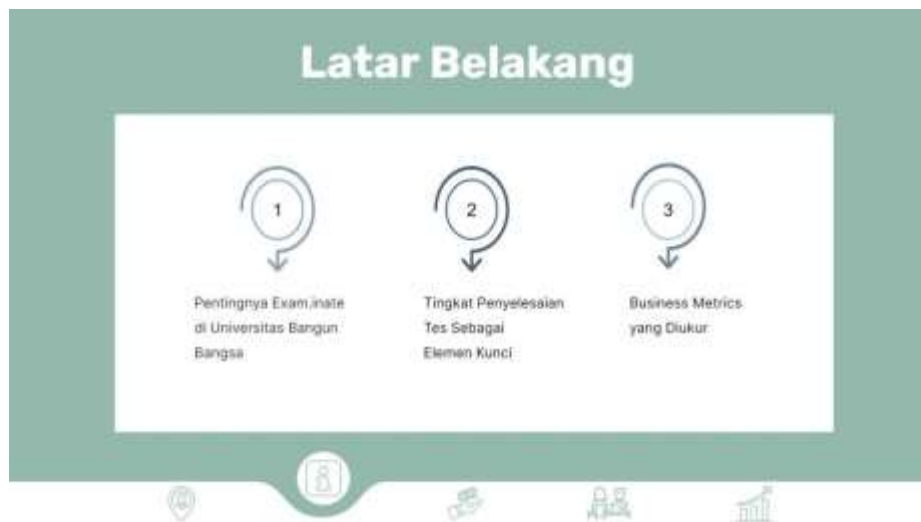 Latar Belakang
1
Pentingnya Exam.inate
di Universitas Bangun
Bangsa
2
Tingkat Penyelesaian
Tes Sebagai
Elemen Kunci
3
Business Metrics
yang Diukur